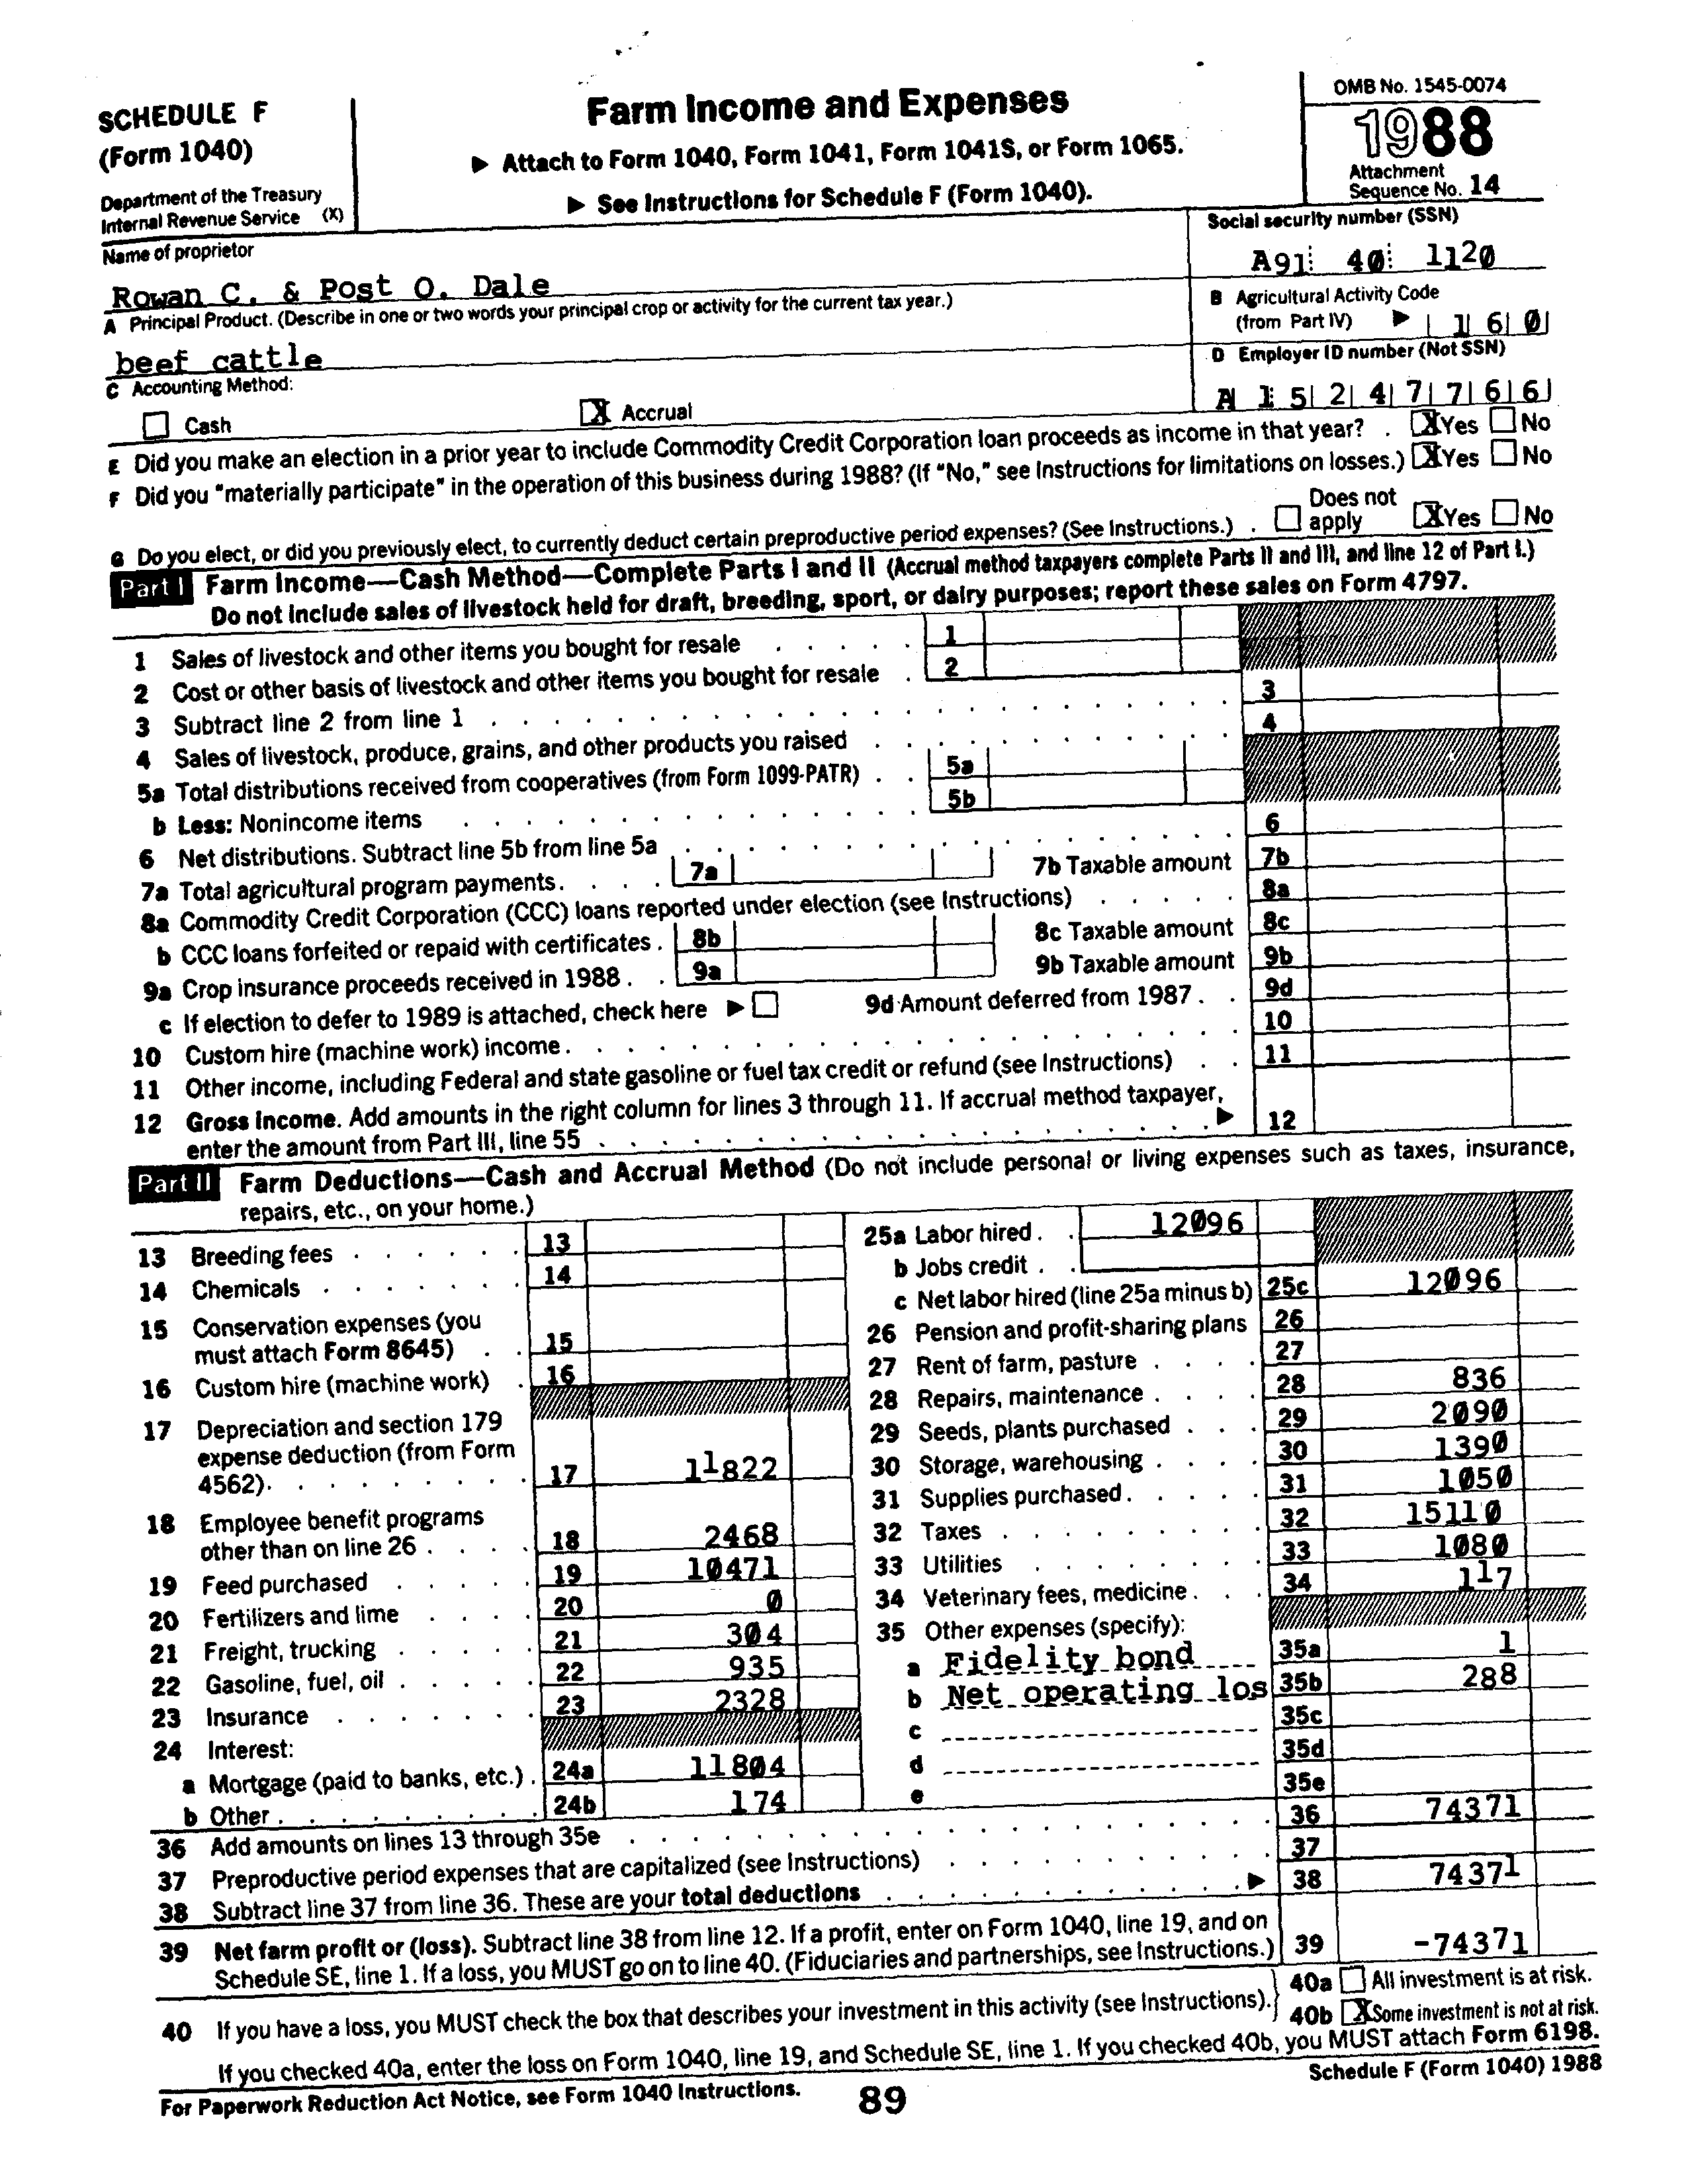 SCHEDULE F
(Form 1040)
Department of the Treasury
Internal Revenue Service (X)
Farm Income and Expenses
▶ Attach to Form 1040, Form 1041, Form 1041S, or Form 1065.
▶ See Instructions for Schedule F (Form 1040).
OMB No. 1545-0074
1988
Attachment
Sequence No. 14
Name of proprietor
Rowan C. & Post O. Dale
Social security number (SSN)
A91 40 1120
A Principal Product. (Describe in one or two words your principal crop or activity for the current tax year.)
beef cattle
B Agricultural Activity Code
(from Part IV) ▶ 1 6 0
C Accounting Method:
Cash
X Accrual
D Employer ID number (Not SSN)
A 1 5 2 4 7 7 6 6
E Did you make an election in a prior year to include Commodity Credit Corporation loan proceeds as income in that year? . X Yes No
F Did you "materially participate" in the operation of this business during 1988? (If "No," see Instructions for limitations on losses.) X Yes No
G Do you elect, or did you previously elect, to currently deduct certain preproductive period expenses? (See Instructions.) . Does not apply X Yes No
Part I Farm Income—Cash Method—Complete Parts I and II (Accrual method taxpayers complete Parts II and III, and line 12 of Part I.)
Do not include sales of livestock held for draft, breeding, sport, or dairy purposes; report these sales on Form 4797.
1 Sales of livestock and other items you bought for resale 1
2 Cost or other basis of livestock and other items you bought for resale 2
3 Subtract line 2 from line 1 3
4 Sales of livestock, produce, grains, and other products you raised 4
5a Total distributions received from cooperatives (from Form 1099-PATR) 5a
b Less: Nonincome items 5b
6 Net distributions. Subtract line 5b from line 5a 6
7a Total agricultural program payments. 7a 7b Taxable amount 7b
8a Commodity Credit Corporation (CCC) loans reported under election (see Instructions) 8a
b CCC loans forfeited or repaid with certificates. 8b 8c Taxable amount 8c
9a Crop insurance proceeds received in 1988. 9a 9b Taxable amount 9b
c If election to defer to 1989 is attached, check here ▶ 9d Amount deferred from 1987. 9d
10 Custom hire (machine work) income. 10
11 Other income, including Federal and state gasoline or fuel tax credit or refund (see Instructions) 11
12 Gross income. Add amounts in the right column for lines 3 through 11. If accrual method taxpayer,
enter the amount from Part III, line 55 ▶ 12
Part II Farm Deductions—Cash and Accrual Method (Do not include personal or living expenses such as taxes, insurance,
repairs, etc., on your home.)
13 Breeding fees 13
14 Chemicals 14
15 Conservation expenses (you
must attach Form 8645) 15
16 Custom hire (machine work) 16
17 Depreciation and section 179
expense deduction (from Form
4562). 17 11822
18 Employee benefit programs
other than on line 26 18 2468
19 Feed purchased 19 10471
20 Fertilizers and lime 20 0
21 Freight, trucking 21 304
22 Gasoline, fuel, oil 22 935
23 Insurance 23 2328
24 Interest:
a Mortgage (paid to banks, etc.) 24a 11804
b Other 24b 174
25a Labor hired 12096
b Jobs credit
c Net labor hired (line 25a minus b) 25c 12096
26 Pension and profit-sharing plans 26
27 Rent of farm, pasture 27
28 Repairs, maintenance 28 836
29 Seeds, plants purchased 29 2090
30 Storage, warehousing 30 1390
31 Supplies purchased 31 1050
32 Taxes 32 15110
33 Utilities 33 1080
34 Veterinary fees, medicine 34 117
35 Other expenses (specify):
a Fidelity bond 35a 1
b Net operating los 35b 288
c 35c
d 35d
e 35e
36 Add amounts on lines 13 through 35e 36 74371
37 Preproductive period expenses that are capitalized (see Instructions) 37
38 Subtract line 37 from line 36. These are your total deductions ▶ 38 74371
39 Net farm profit or (loss). Subtract line 38 from line 12. If a profit, enter on Form 1040, line 19, and on
Schedule SE, line 1. If a loss, you MUST go on to line 40. (Fiduciaries and partnerships, see Instructions.) 39 -74371
40 If you have a loss, you MUST check the box that describes your investment in this activity (see Instructions).
40a All investment is at risk.
40b X Some investment is not at risk.
If you checked 40a, enter the loss on Form 1040, line 19, and Schedule SE, line 1. If you checked 40b, you MUST attach Form 6198.
For Paperwork Reduction Act Notice, see Form 1040 Instructions.
89
Schedule F (Form 1040) 1988